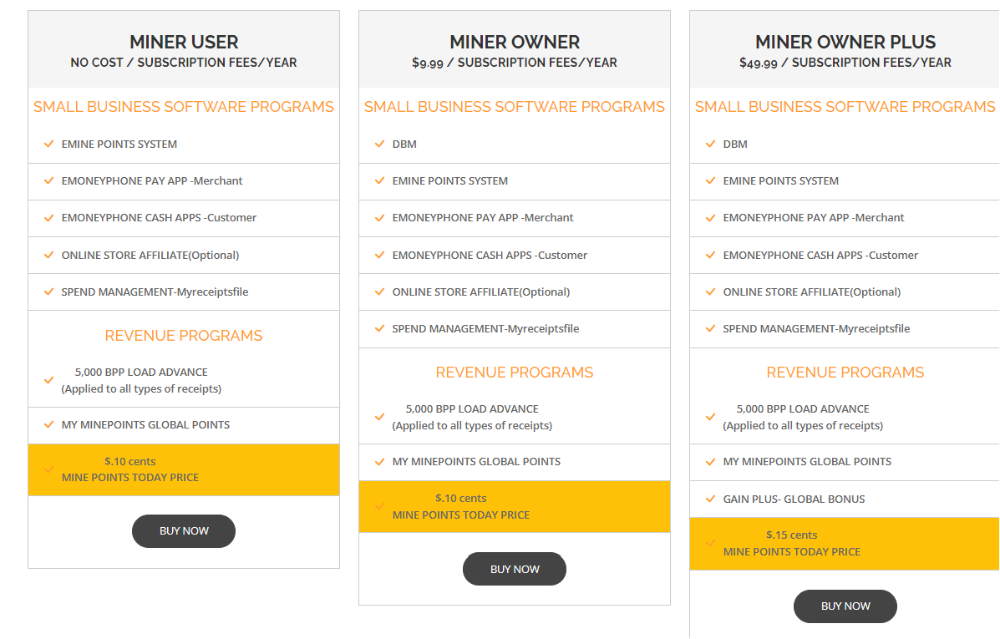 MINER USER
NO COST / SUBSCRIPTION FEES/YEAR
SMALL BUSINESS SOFTWARE PROGRAMS
EMINE POINTS SYSTEM
EMONEYPHONE PAY APP -Merchant
EMONEYPHONE CASH APPS -Customer
ONLINE STORE AFFILIATE(Optional)
SPEND MANAGEMENT-Myreceiptsfile
REVENUE PROGRAMS
5,000 BPP LOAD ADVANCE
(Applied to all types of receipts)
MY MINEPOINTS GLOBAL POINTS
$.10 cents
MINE POINTS TODAY PRICE
BUY NOW
MINER OWNER
$9.99 / SUBSCRIPTION FEES/YEAR
SMALL BUSINESS SOFTWARE PROGRAMS
DBM
EMINE POINTS SYSTEM
EMONEYPHONE PAY APP -Merchant
EMONEYPHONE CASH APPS -Customer
ONLINE STORE AFFILIATE(Optional)
SPEND MANAGEMENT-Myreceiptsfile
REVENUE PROGRAMS
5,000 BPP LOAD ADVANCE
(Applied to all types of receipts)
MY MINEPOINTS GLOBAL POINTS
$.10 cents
MINE POINTS TODAY PRICE
BUY NOW
MINER OWNER PLUS
$49.99 / SUBSCRIPTION FEES/YEAR
SMALL BUSINESS SOFTWARE PROGRAMS
DBM
EMINE POINTS SYSTEM
EMONEYPHONE PAY APP -Merchant
EMONEYPHONE CASH APPS -Customer
ONLINE STORE AFFILIATE(Optional)
SPEND MANAGEMENT-Myreceiptsfile
REVENUE PROGRAMS
5,000 BPP LOAD ADVANCE
(Applied to all types of receipts)
MY MINEPOINTS GLOBAL POINTS
GAIN PLUS- GLOBAL BONUS
$.15 cents
MINE POINTS TODAY PRICE
BUY NOW